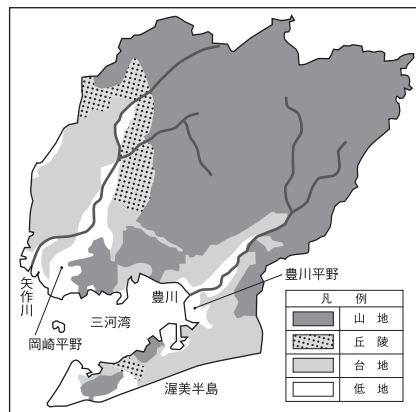 矢作川
岡崎平野
三河湾
豊川
豊川平野
渥美半島
凡 例
山 地
丘 陵
台 地
低 地